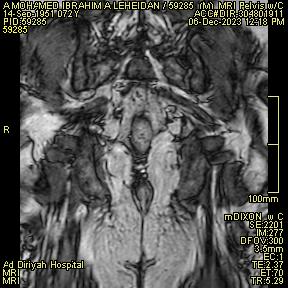 A MOHAMED IBRAHIM A LEHEIDAN / 59285 (M) MRI Pelvis w/C
14-Sep-1951 072Y
ACC#DIR.304801911
PID:59285
06-Dec-2023 12:18 PM
59285
R
100mm
mDIXON_w C
SE:2201
IM:277
DFOV:300
3.5mm
EC:1
Ad Diriyah Hospital
TE:2.37
MRI
ET:70
MRI
TR:5.29